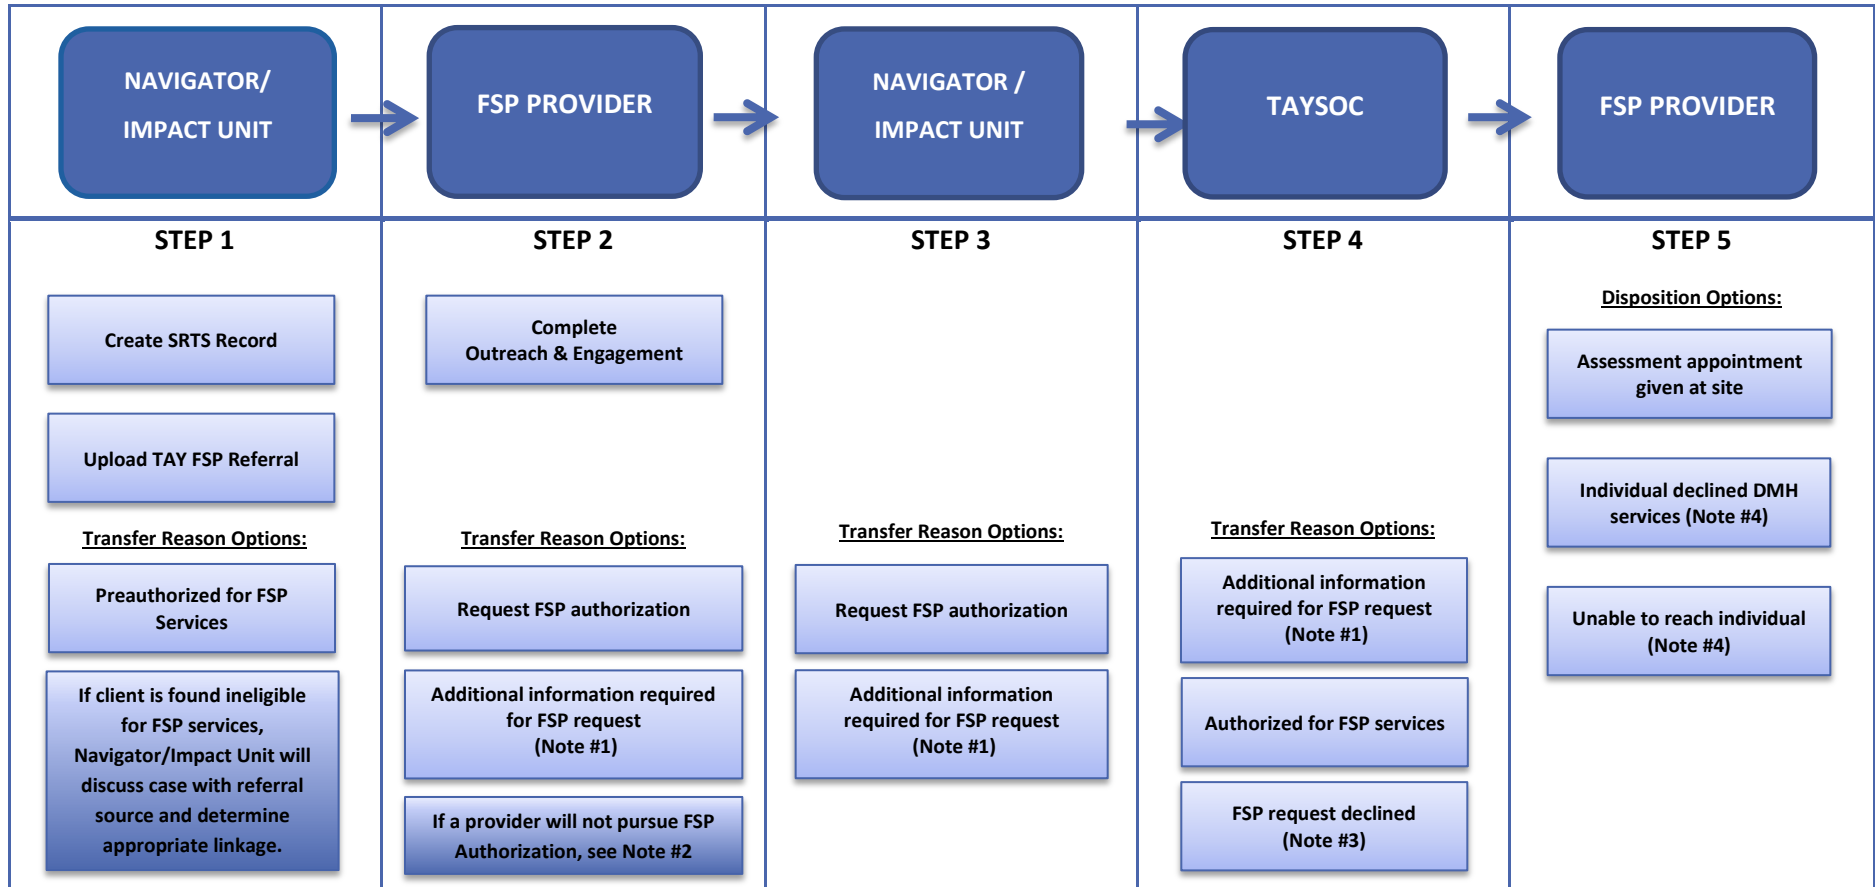 NAVIGATOR/
IMPACT UNIT
FSP PROVIDER
NAVIGATOR /
IMPACT UNIT
TAYSOC
FSP PROVIDER
STEP 1
Create SRTS Record
Upload TAY FSP Referral
Transfer Reason Options:
Preauthorized for FSP
Services
If client is found ineligible
for FSP services,
Navigator/Impact Unit will
discuss case with referral
source and determine
appropriate linkage.
STEP 2
Complete
Outreach & Engagement
Transfer Reason Options:
Request FSP authorization
Additional information required
for FSP request
(Note #1)
If a provider will not pursue FSP
Authorization, see Note #2
STEP 3
Transfer Reason Options:
Request FSP authorization
Additional information
required for FSP request
(Note #1)
STEP 4
Transfer Reason Options:
Additional information
required for FSP request
(Note #1)
Authorized for FSP services
FSP request declined
(Note #3)
STEP 5
Disposition Options:
Assessment appointment
given at site
Individual declined DMH
services (Note #4)
Unable to reach individual
(Note #4)